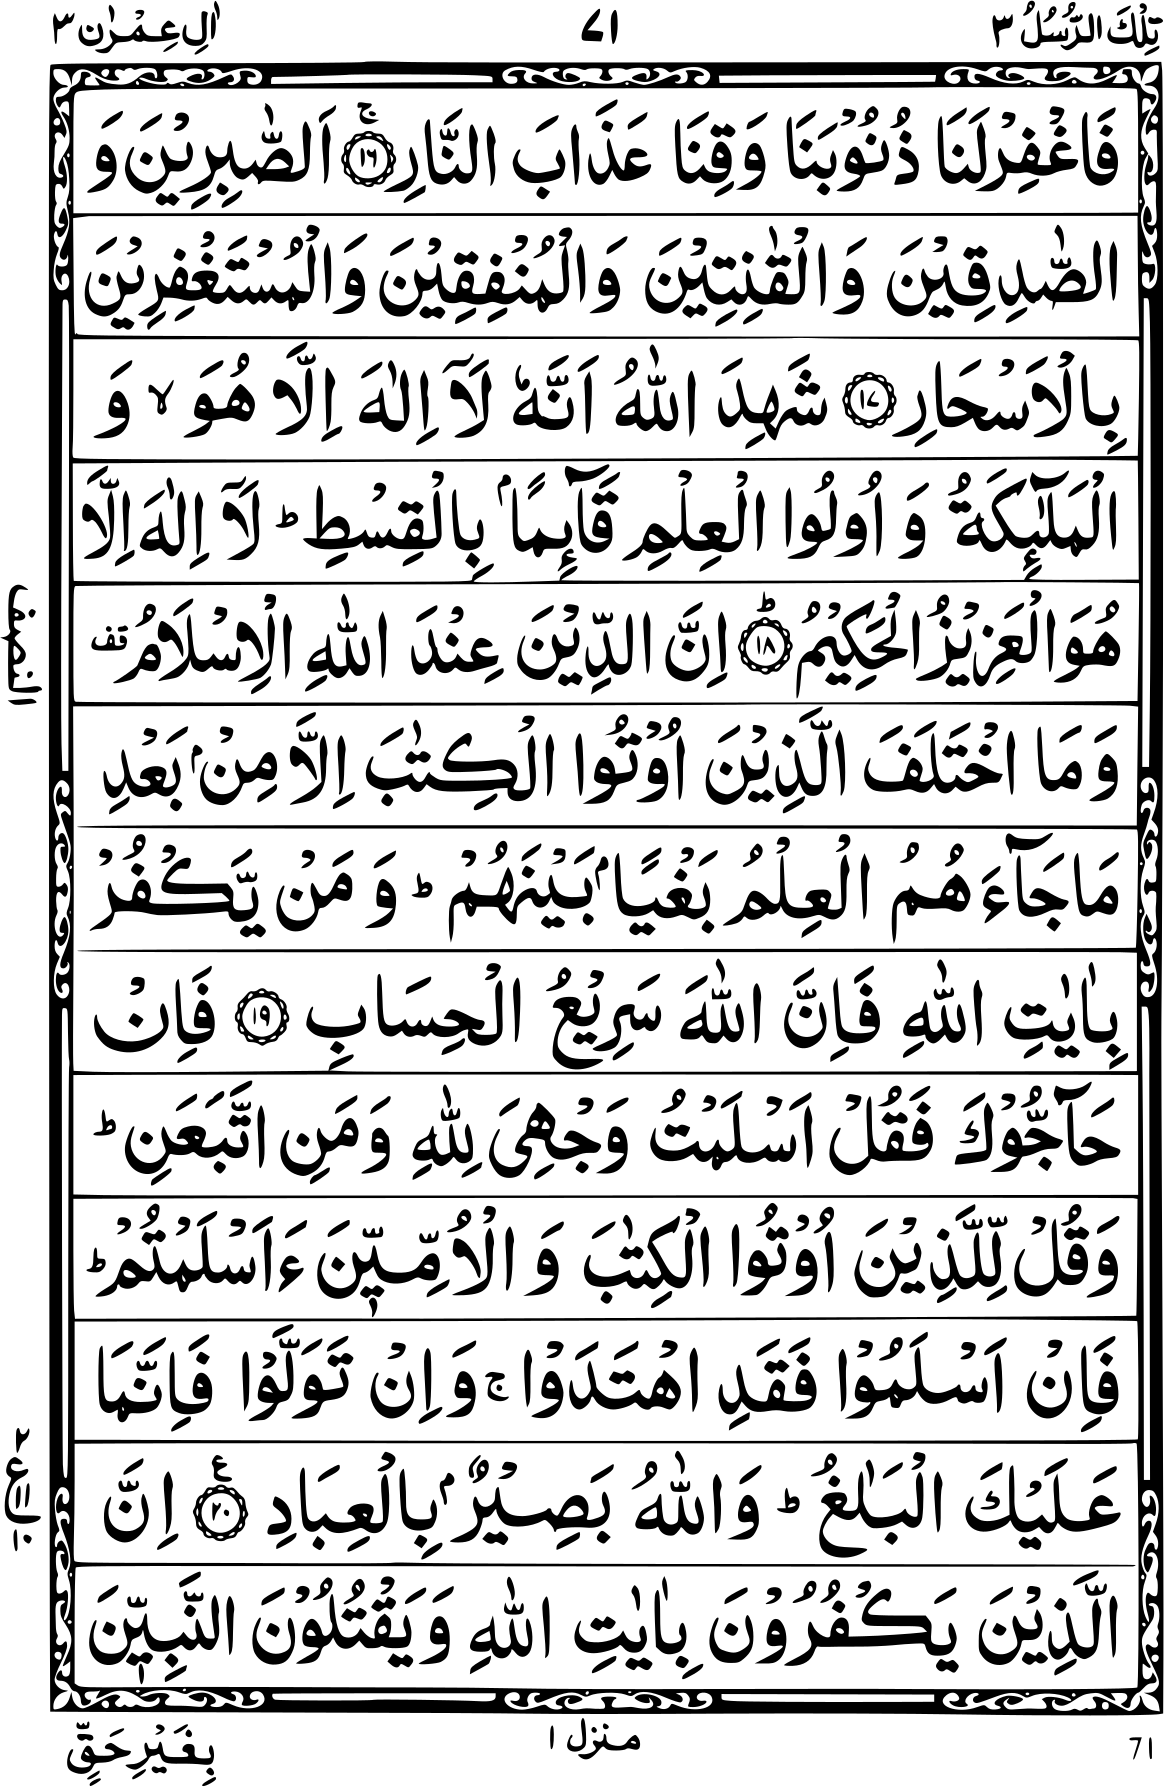 تِلْكَ الرُّسُلُ ٣
٧١
اٰلِ عِمْرٰن ٣
فَاغْفِرْلَنَا ذُنُوْبَنَا وَقِنَا عَذَابَ النَّارِ ۚ ۝١٦ اَلصّٰبِرِيْنَ وَ
الصّٰدِقِيْنَ وَالْقٰنِتِيْنَ وَالْمُنْفِقِيْنَ وَالْمُسْتَغْفِرِيْنَ
بِالْاَسْحَارِ ۝١٧ شَهِدَ اللّٰهُ اَنَّهٗ لَاۤ اِلٰهَ اِلَّا هُوَ ۙ وَ
الْمَلٰٓئِكَةُ وَ اُولُوا الْعِلْمِ قَآئِمًاۢ بِالْقِسْطِ ؕ لَاۤ اِلٰهَ اِلَّا
هُوَالْعَزِيْزُالْحَكِيْمُ ؕ ۝١٨ اِنَّ الدِّيْنَ عِنْدَ اللّٰهِ الْاِسْلَامُ قف
وَمَا اخْتَلَفَ الَّذِيْنَ اُوْتُوا الْكِتٰبَ اِلَّا مِنْۢ بَعْدِ
مَاجَآءَ هُمُ الْعِلْمُ بَغْيًاۢ بَيْنَهُمْ ؕ وَ مَنْ يَّكْفُرْ
بِاٰيٰتِ اللّٰهِ فَاِنَّ اللّٰهَ سَرِيْعُ الْحِسَابِ ۝١٩ فَاِنْ
حَآجُّوْكَ فَقُلْ اَسْلَمْتُ وَجْهِيَ لِلّٰهِ وَمَنِ اتَّبَعَنِ ؕ
وَقُلْ لِّلَّذِيْنَ اُوْتُوا الْكِتٰبَ وَ الْاُمِّيّٖنَ ءَاَسْلَمْتُمْ ؕ
فَاِنْ اَسْلَمُوْا فَقَدِ اهْتَدَوْا ۚ وَاِنْ تَوَلَّوْا فَاِنَّمَا
عَلَيْكَ الْبَلٰغُ ؕ وَاللّٰهُ بَصِيْرٌۢ بِالْعِبَادِ ۝٢٠ ع اِنَّ
الَّذِيْنَ يَكْفُرُوْنَ بِاٰيٰتِ اللّٰهِ وَيَقْتُلُوْنَ النَّبِيّٖنَ
النصف
ع
٢
١١
١٠
71
منزل ١
بِغَيْرِحَقٍّ